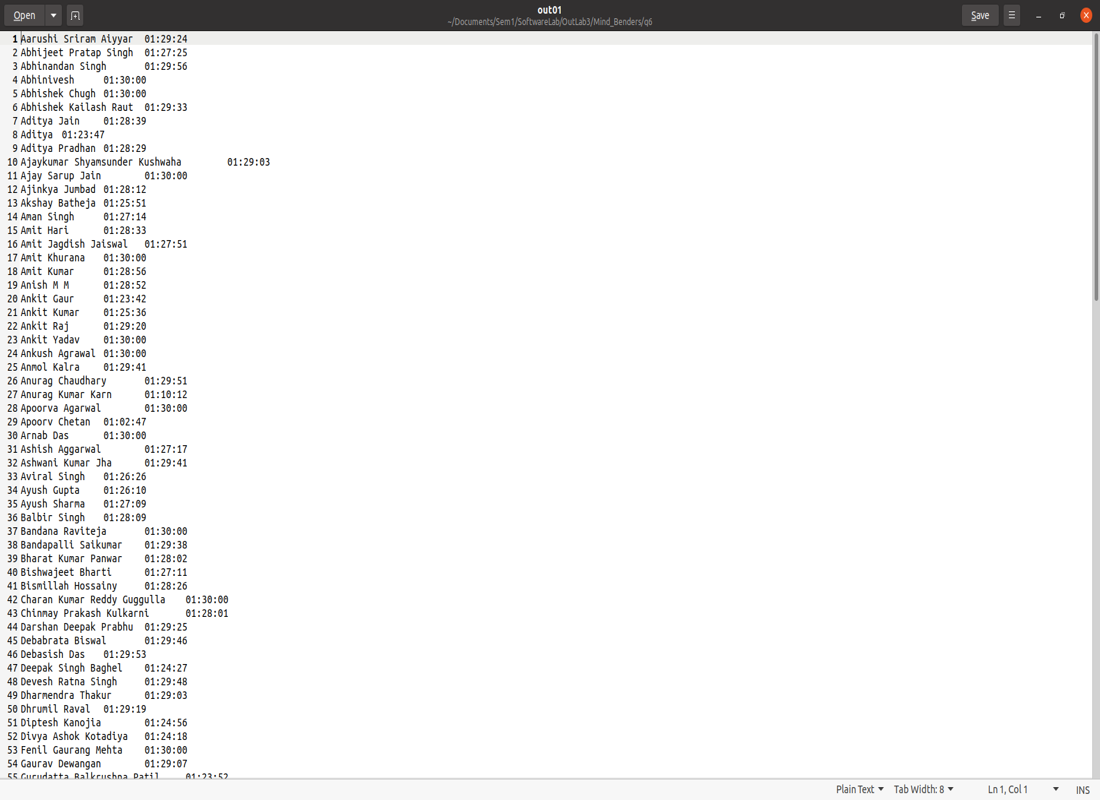 Open
out01
~/Documents/Sem1/SoftwareLab/OutLab3/Mind_Benders/q6
Save
1 Aarushi Sriram Aiyyar 01:29:24
2 Abhijeet Pratap Singh 01:27:25
3 Abhinandan Singh 01:29:56
4 Abhinivesh 01:30:00
5 Abhishek Chugh 01:30:00
6 Abhishek Kailash Raut 01:29:33
7 Aditya Jain 01:28:39
8 Aditya 01:23:47
9 Aditya Pradhan 01:28:29
10 Ajaykumar Shyamsunder Kushwaha 01:29:03
11 Ajay Sarup Jain 01:30:00
12 Ajinkya Jumbad 01:28:12
13 Akshay Batheja 01:25:51
14 Aman Singh 01:27:14
15 Amit Hari 01:28:33
16 Amit Jagdish Jaiswal 01:27:51
17 Amit Khurana 01:30:00
18 Amit Kumar 01:28:56
19 Anish M M 01:28:52
20 Ankit Gaur 01:23:42
21 Ankit Kumar 01:25:36
22 Ankit Raj 01:29:20
23 Ankit Yadav 01:30:00
24 Ankush Agrawal 01:30:00
25 Anmol Kalra 01:29:41
26 Anurag Chaudhary 01:29:51
27 Anurag Kumar Karn 01:10:12
28 Apoorva Agarwal 01:30:00
29 Apoorv Chetan 01:02:47
30 Arnab Das 01:30:00
31 Ashish Aggarwal 01:27:17
32 Ashwani Kumar Jha 01:29:41
33 Aviral Singh 01:26:26
34 Ayush Gupta 01:26:10
35 Ayush Sharma 01:27:09
36 Balbir Singh 01:28:09
37 Bandana Raviteja 01:30:00
38 Bandapalli Saikumar 01:29:38
39 Bharat Kumar Panwar 01:28:02
40 Bishwajeet Bharti 01:27:11
41 Bismillah Hossainy 01:28:26
42 Charan Kumar Reddy Guggulla 01:30:00
43 Chinmay Prakash Kulkarni 01:28:01
44 Darshan Deepak Prabhu 01:29:25
45 Debabrata Biswal 01:29:46
46 Debasish Das 01:29:53
47 Deepak Singh Baghel 01:24:27
48 Devesh Ratna Singh 01:29:48
49 Dharmendra Thakur 01:29:03
50 Dhrumil Raval 01:29:19
51 Diptesh Kanojia 01:24:56
52 Divya Ashok Kotadiya 01:24:18
53 Fenil Gaurang Mehta 01:30:00
54 Gaurav Dewangan 01:29:07
55 Gurudatta Balkrushna Patil 01:23:52
Plain Text Tab Width: 8 Ln 1, Col 1 INS